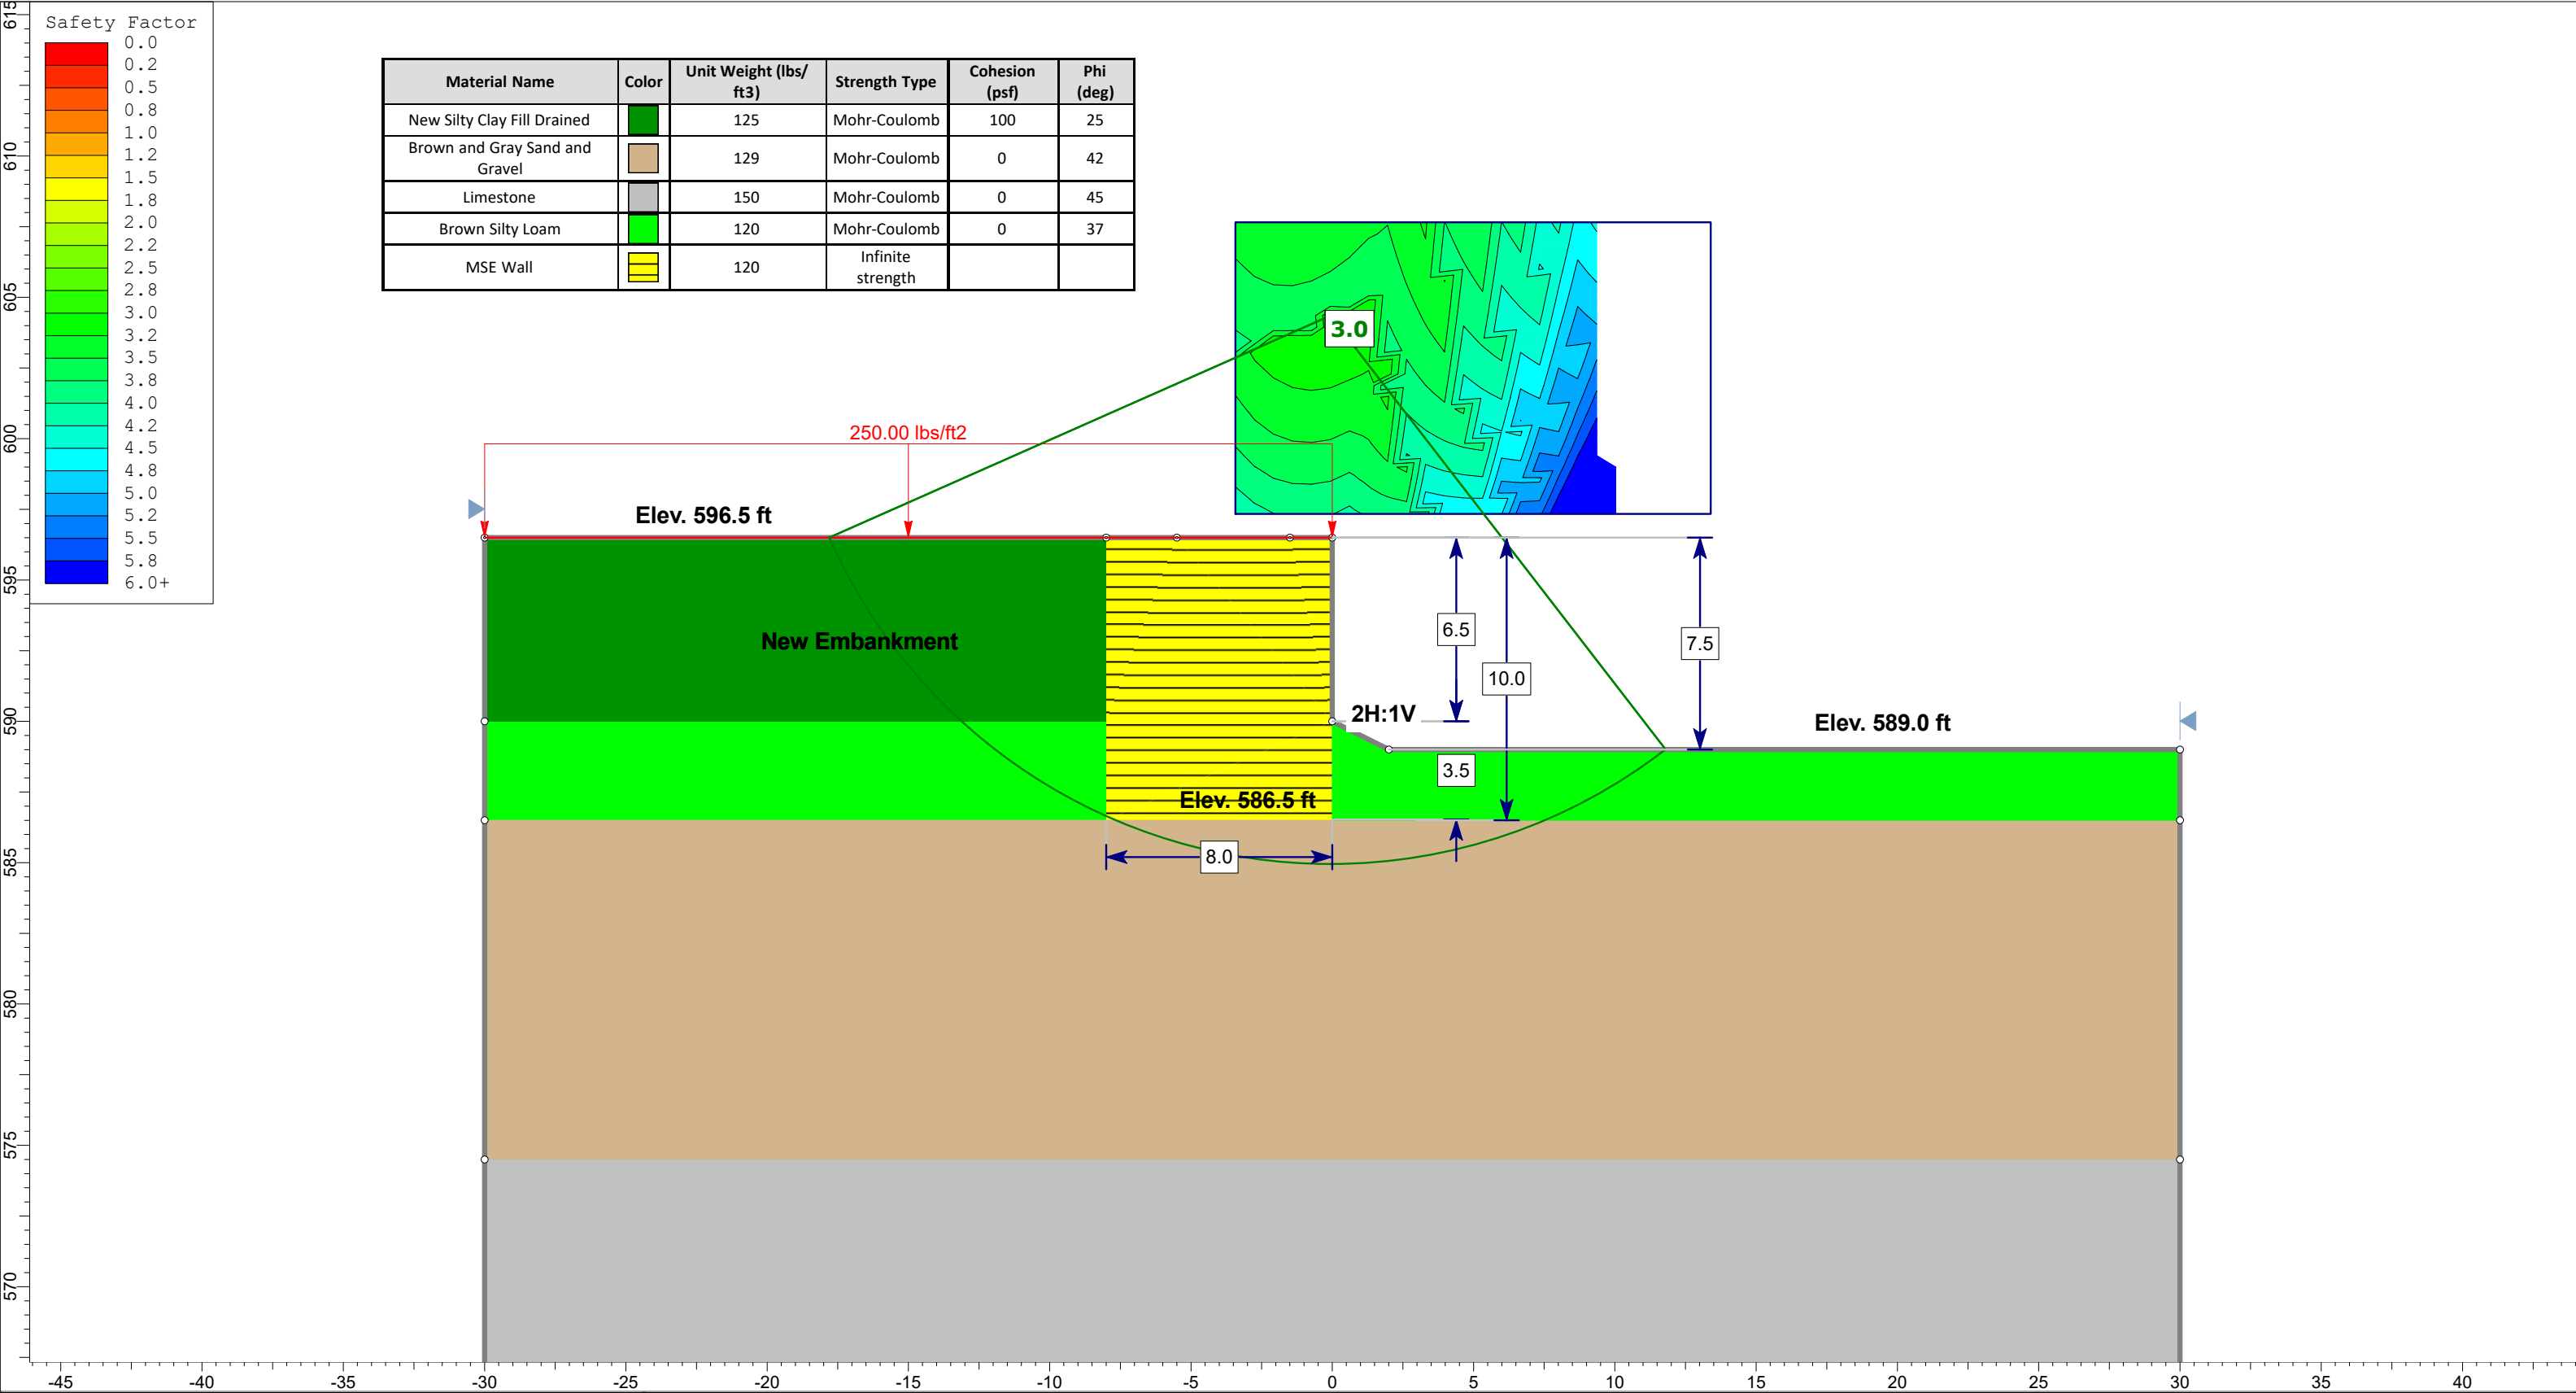 Safety Factor
0.0
0.2
0.5
0.8
1.0
1.2
1.5
1.8
2.0
2.2
2.5
2.8
3.0
3.2
3.5
3.8
4.0
4.2
4.5
4.8
5.0
5.2
5.5
5.8
6.0+
Material Name Color Unit Weight (lbs/ft3) Strength Type Cohesion (psf) Phi (deg)
New Silty Clay Fill Drained 125 Mohr-Coulomb 100 25
Brown and Gray Sand and Gravel 129 Mohr-Coulomb 0 42
Limestone 150 Mohr-Coulomb 0 45
Brown Silty Loam 120 Mohr-Coulomb 0 37
MSE Wall 120 Infinite strength
3.0
250.00 lbs/ft2
Elev. 596.5 ft
New Embankment
6.5
7.5
10.0
2H:1V
Elev. 589.0 ft
3.5
Elev. 586.5 ft
8.0
615
610
605
600
595
590
585
580
575
570
-45 -40 -35 -30 -25 -20 -15 -10 -5 0 5 10 15 20 25 30 35 40